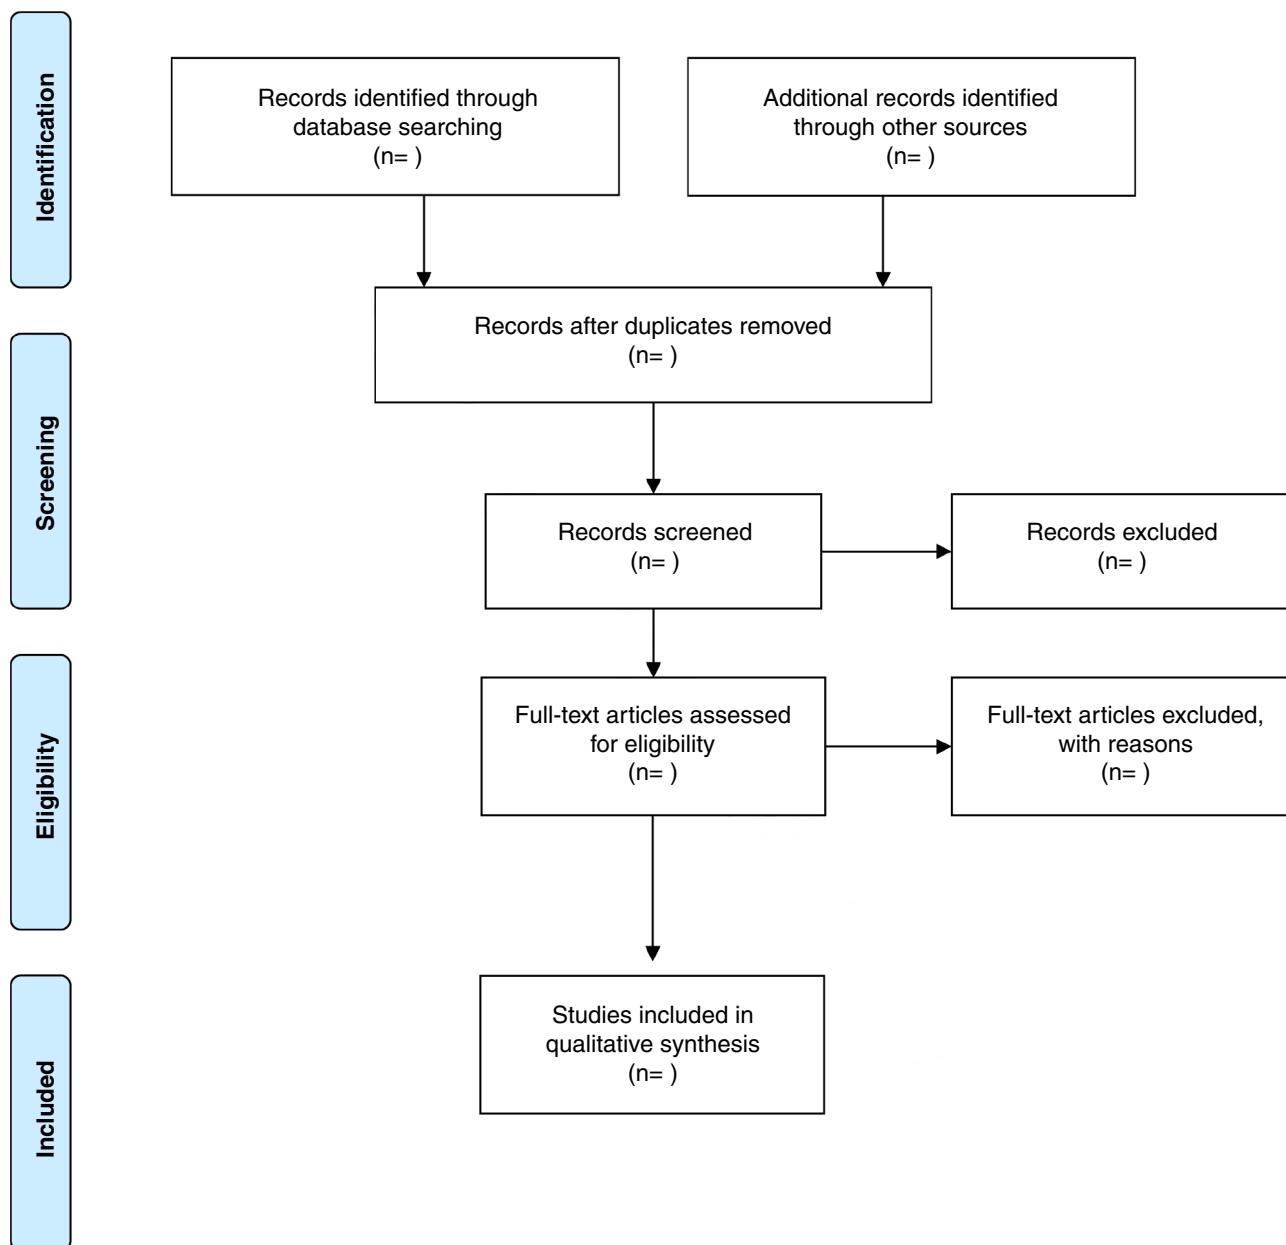 Identification
Records identified through
database searching
(n= )
Additional records identified
through other sources
(n= )
Records after duplicates removed
(n= )
Screening
Records screened
(n= )
Records excluded
(n= )
Eligibility
Full-text articles assessed
for eligibility
(n= )
Full-text articles excluded,
with reasons
(n= )
Included
Studies included in
qualitative synthesis
(n= )